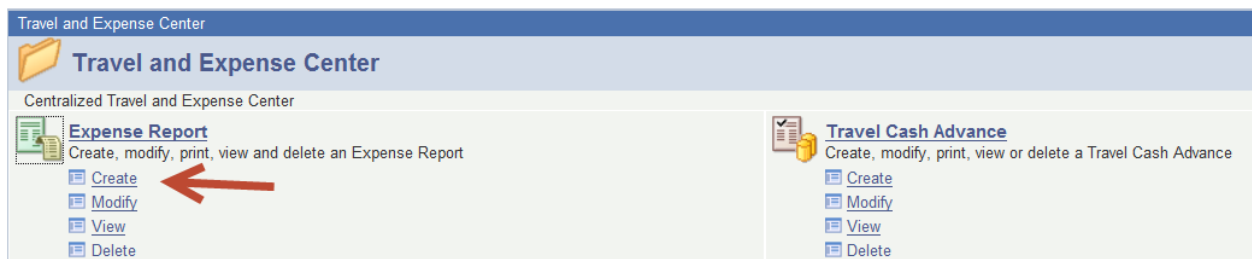 Travel and Expense Center
Travel and Expense Center
Centralized Travel and Expense Center
Expense Report
Create, modify, print, view and delete an Expense Report
Create
Modify
View
Delete
Travel Cash Advance
Create, modify, print, view or delete a Travel Cash Advance
Create
Modify
View
Delete